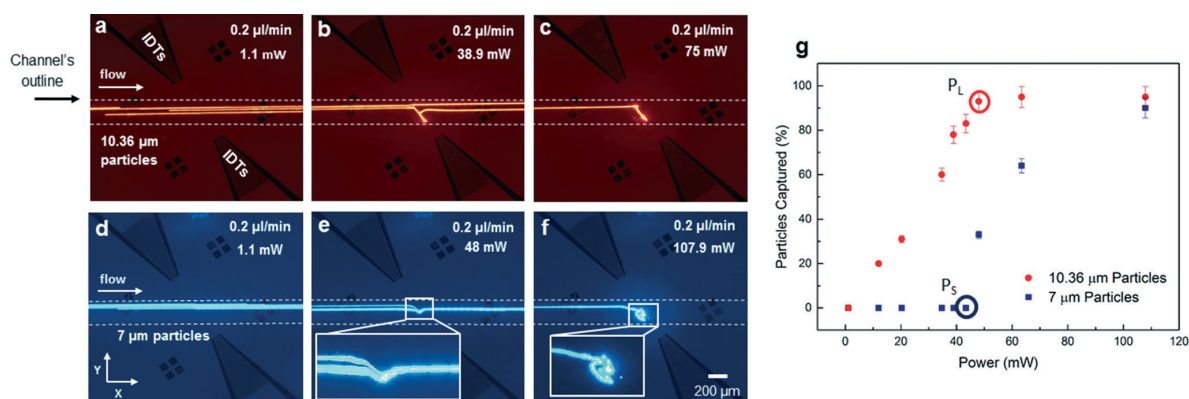 a
IDTs
0.2 µl/min
1.1 mW
Channel's
outline
flow
10.36 µm
particles
IDTs
b
0.2 µl/min
38.9 mW
c
0.2 µl/min
75 mW
d
0.2 µl/min
1.1 mW
flow
7 µm particles
Y
X
e
0.2 µl/min
48 mW
f
0.2 µl/min
107.9 mW
200 µm
g
Particles Captured (%)
100
80
60
40
20
0
P_L
P_S
10.36 µm Particles
7 µm Particles
0 20 40 60 80 100 120
Power (mW)